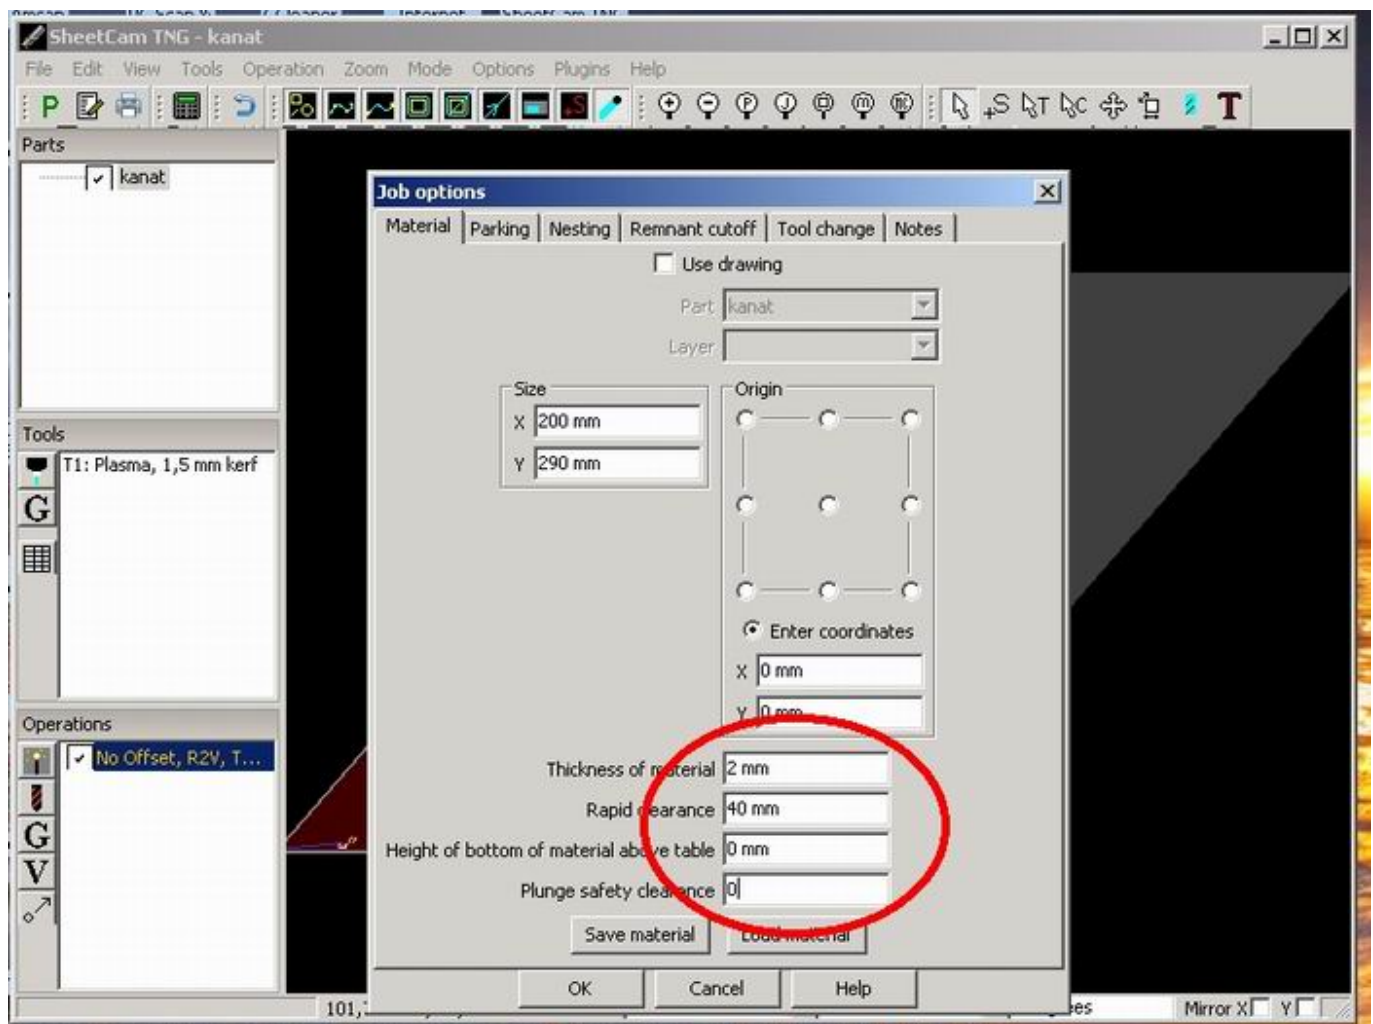 SheetCam TNG - kanat
File Edit View Tools Operation Zoom Mode Options Plugins Help
P +S T C T
Parts
kanat
Job options
Material Parking Nesting Remnant cutoff Tool change Notes
Use drawing
Part kanat
Layer
Size
X 200 mm
Y 290 mm
Origin
Enter coordinates
X 0 mm
Y 0 mm
Tools
T1: Plasma, 1,5 mm kerf
G
Operations
No Offset, R2V, T...
G
V
Thickness of material 2 mm
Rapid clearance 40 mm
Height of bottom of material above table 0 mm
Plunge safety clearance 0
Save material Load material
OK Cancel Help
Mirror X Y